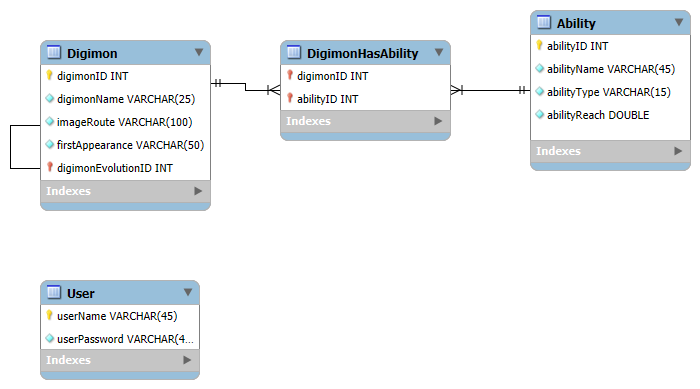 Digimon
digimonID INT
digimonName VARCHAR(25)
imageRoute VARCHAR(100)
firstAppearance VARCHAR(50)
digimonEvolutionID INT
Indexes
DigimonHasAbility
digimonID INT
abilityID INT
Indexes
Ability
abilityID INT
abilityName VARCHAR(45)
abilityType VARCHAR(15)
abilityReach DOUBLE
Indexes
User
userName VARCHAR(45)
userPassword VARCHAR(4...
Indexes